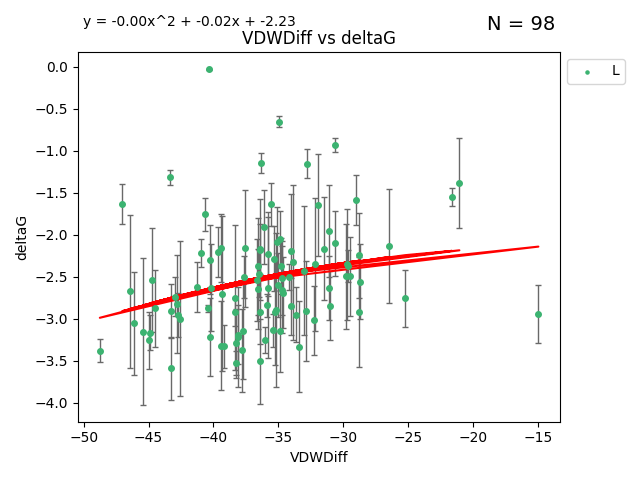 y = -0.00x^2 + -0.02x + -2.23
N = 98
VDWDiff vs deltaG
L
0.0
−0.5
−1.0
−1.5
−2.0
−2.5
−3.0
−3.5
−4.0
deltaG
−50 −45 −40 −35 −30 −25 −20 −15
VDWDiff